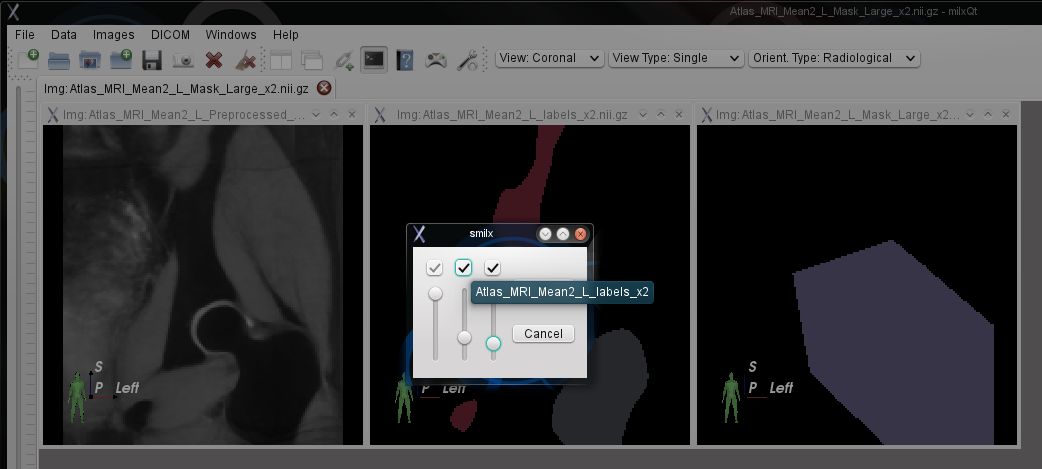 Atlas_MRI_Mean2_L_Mask_Large_x2.nii.gz - milxQt
File Data Images DICOM Windows Help
View: Coronal View Type: Single Orient. Type: Radiological
Img: Atlas_MRI_Mean2_L_Mask_Large_x2.nii.gz
Img: Atlas_MRI_Mean2_L_Preprocessed_... Img: Atlas_MRI_Mean2_L_labels_x2.nii.gz Img: Atlas_MRI_Mean2_L_Mask_Large_x2...
smilx
Atlas_MRI_Mean2_L_labels_x2
Cancel
S S
P Left P Left P Left